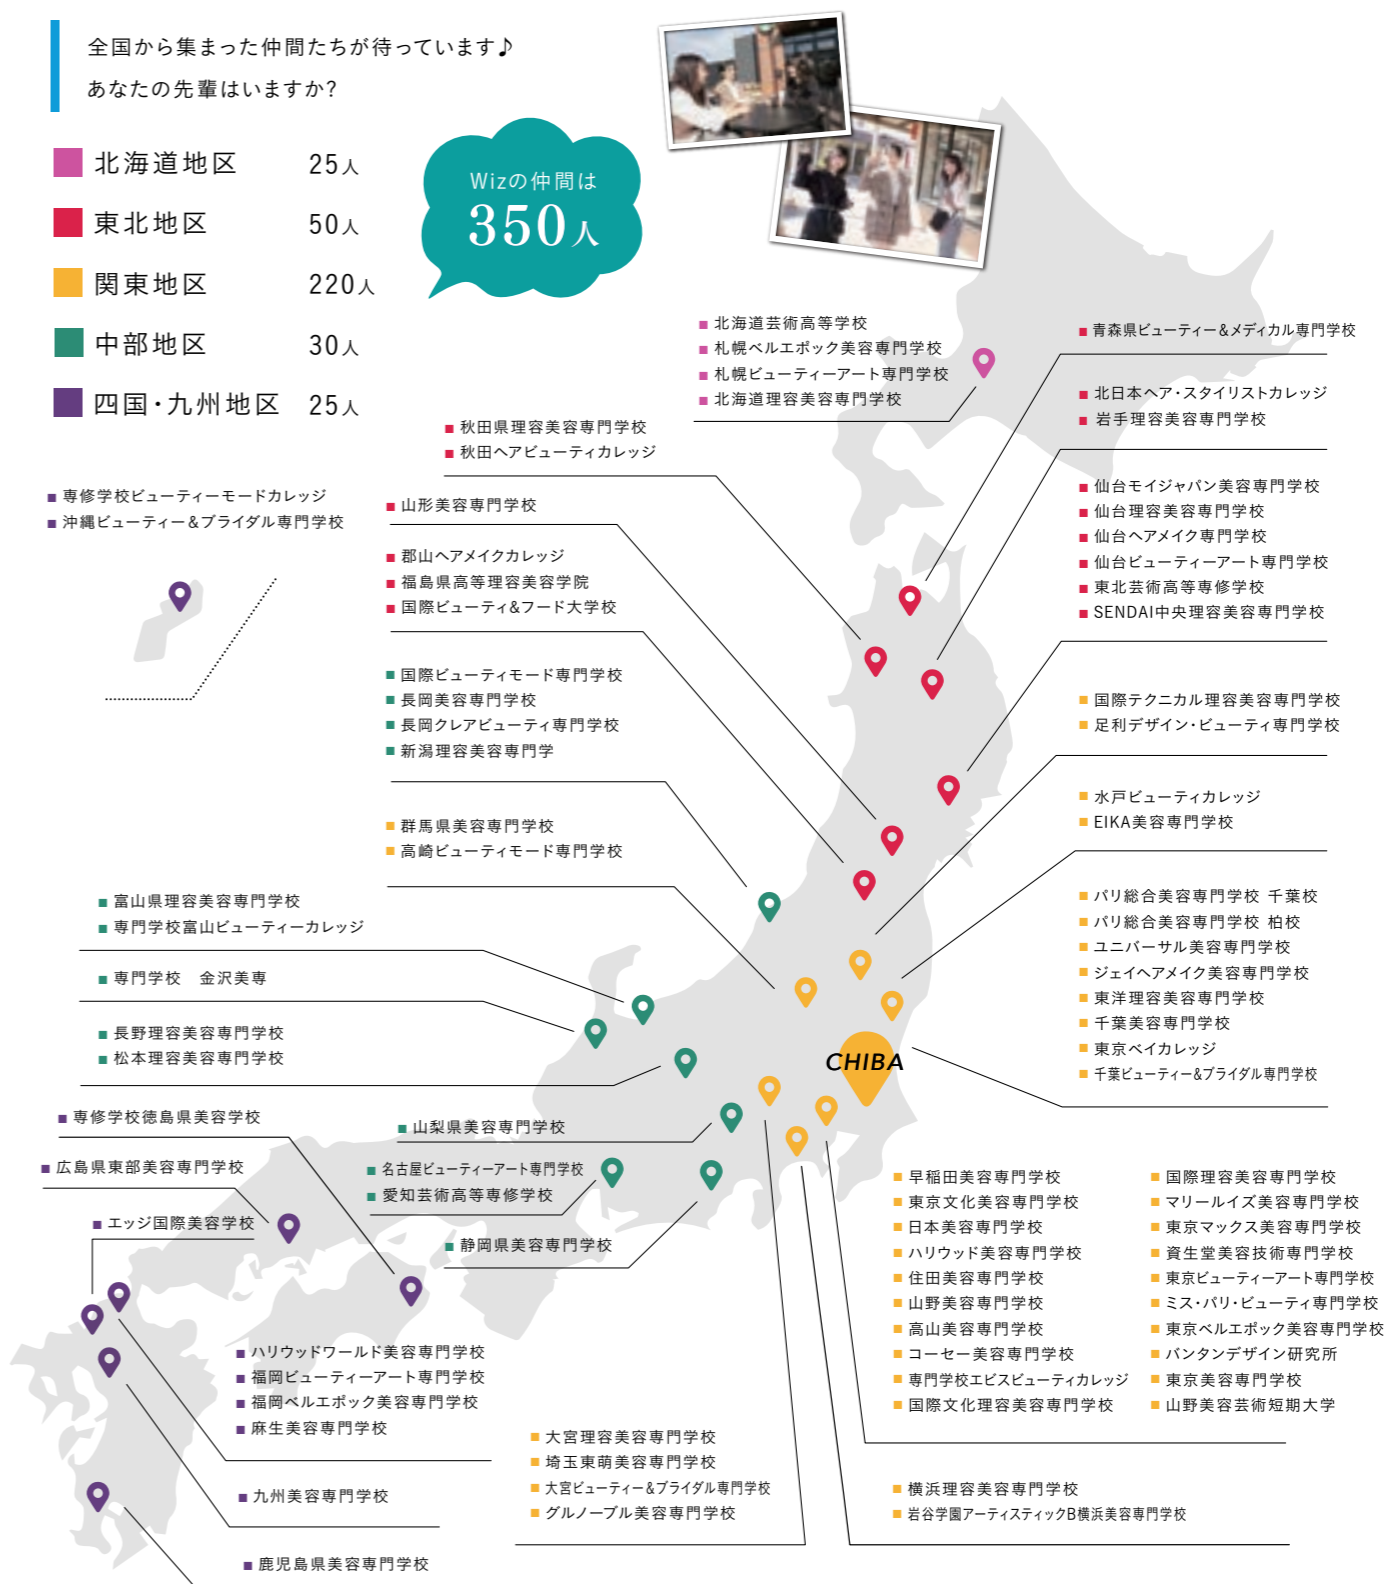 全国から集まった仲間たちが待っています♪
あなたの先輩はいますか?
北海道地区 25人
東北地区 50人
関東地区 220人
中部地区 30人
四国・九州地区 25人
Wizの仲間は
350人
北海道芸術高等学校
札幌ベルエポック美容専門学校
札幌ビューティーアート専門学校
北海道理容美容専門学校
青森県ビューティー&メディカル専門学校
北日本ヘア・スタイリストカレッジ
岩手理容美容専門学校
秋田県理容美容専門学校
秋田ヘアビューティカレッジ
仙台モイジャパン美容専門学校
仙台理容美容専門学校
仙台ヘアメイク専門学校
仙台ビューティーアート専門学校
東北芸術高等専修学校
SENDAI中央理容美容専門学校
専修学校ビューティーモードカレッジ
沖縄ビューティー&ブライダル専門学校
山形美容専門学校
郡山ヘアメイクカレッジ
福島県高等理容美容学院
国際ビューティ&フード大学校
国際ビューティモード専門学校
長岡美容専門学校
長岡クレアビューティ専門学校
新潟理容美容専門学
国際テクニカル理容美容専門学校
足利デザイン・ビューティ専門学校
水戸ビューティカレッジ
EIKA美容専門学校
群馬県美容専門学校
高崎ビューティモード専門学校
パリ総合美容専門学校 千葉校
パリ総合美容専門学校 柏校
ユニバーサル美容専門学校
ジェイヘアメイク美容専門学校
東洋理容美容専門学校
千葉美容専門学校
東京ベイカレッジ
千葉ビューティー&ブライダル専門学校
富山県理容美容専門学校
専門学校富山ビューティーカレッジ
専門学校　金沢美専
長野理容美容専門学校
松本理容美容専門学校
CHIBA
専修学校徳島県美容学校
広島県東部美容専門学校
エッジ国際美容学校
山梨県美容専門学校
名古屋ビューティーアート専門学校
愛知芸術高等専修学校
静岡県美容専門学校
早稲田美容専門学校
東京文化美容専門学校
日本美容専門学校
ハリウッド美容専門学校
住田美容専門学校
山野美容専門学校
高山美容専門学校
コーセー美容専門学校
専門学校エビスビューティカレッジ
国際文化理容美容専門学校
国際理容美容専門学校
マリールイズ美容専門学校
東京マックス美容専門学校
資生堂美容技術専門学校
東京ビューティーアート専門学校
ミス・パリ・ビューティ専門学校
東京ベルエポック美容専門学校
バンタンデザイン研究所
東京美容専門学校
山野美容芸術短期大学
ハリウッドワールド美容専門学校
福岡ビューティーアート専門学校
福岡ベルエポック美容専門学校
麻生美容専門学校
九州美容専門学校
鹿児島県美容専門学校
大宮理容美容専門学校
埼玉東萌美容専門学校
大宮ビューティー&ブライダル専門学校
グルノーブル美容専門学校
横浜理容美容専門学校
岩谷学園アーティスティックB横浜美容専門学校